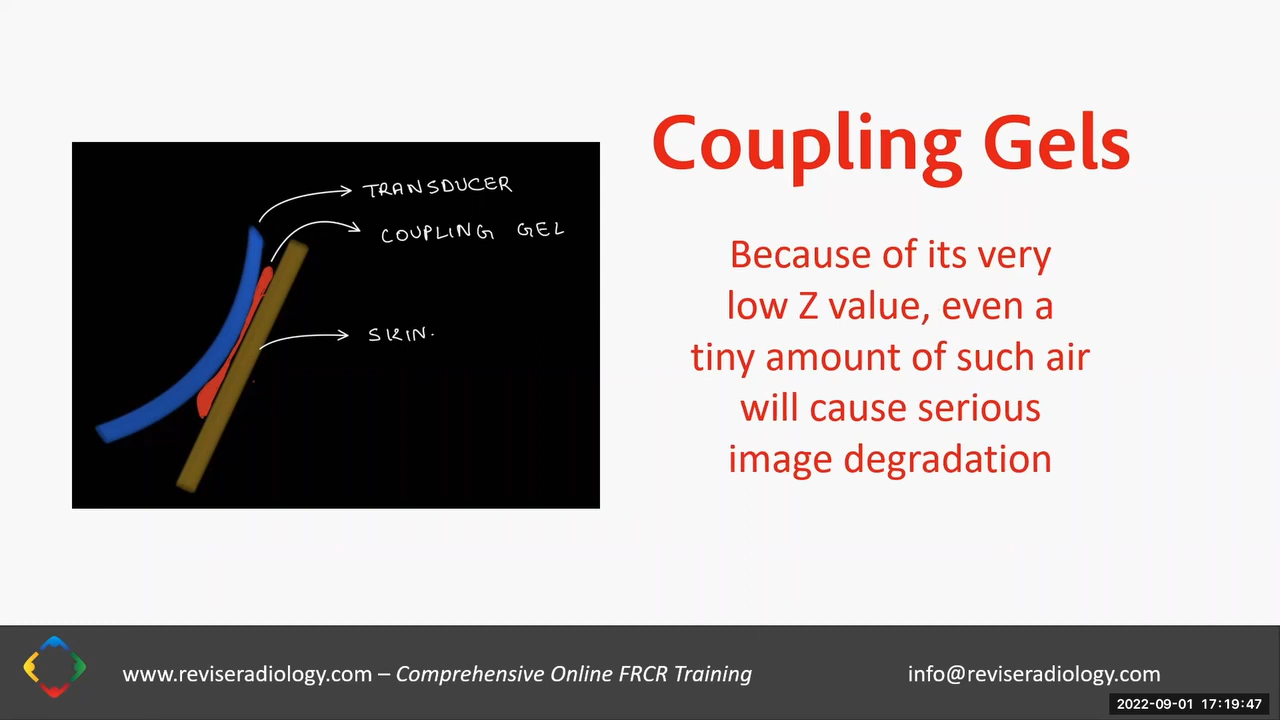 Coupling Gels
TRANSDUCER
COUPLING GEL
SKIN.
Because of its very
low Z value, even a
tiny amount of such air
will cause serious
image degradation
www.reviseradiology.com – Comprehensive Online FRCR Training
info@reviseradiology.com
2022-09-01 17:19:47